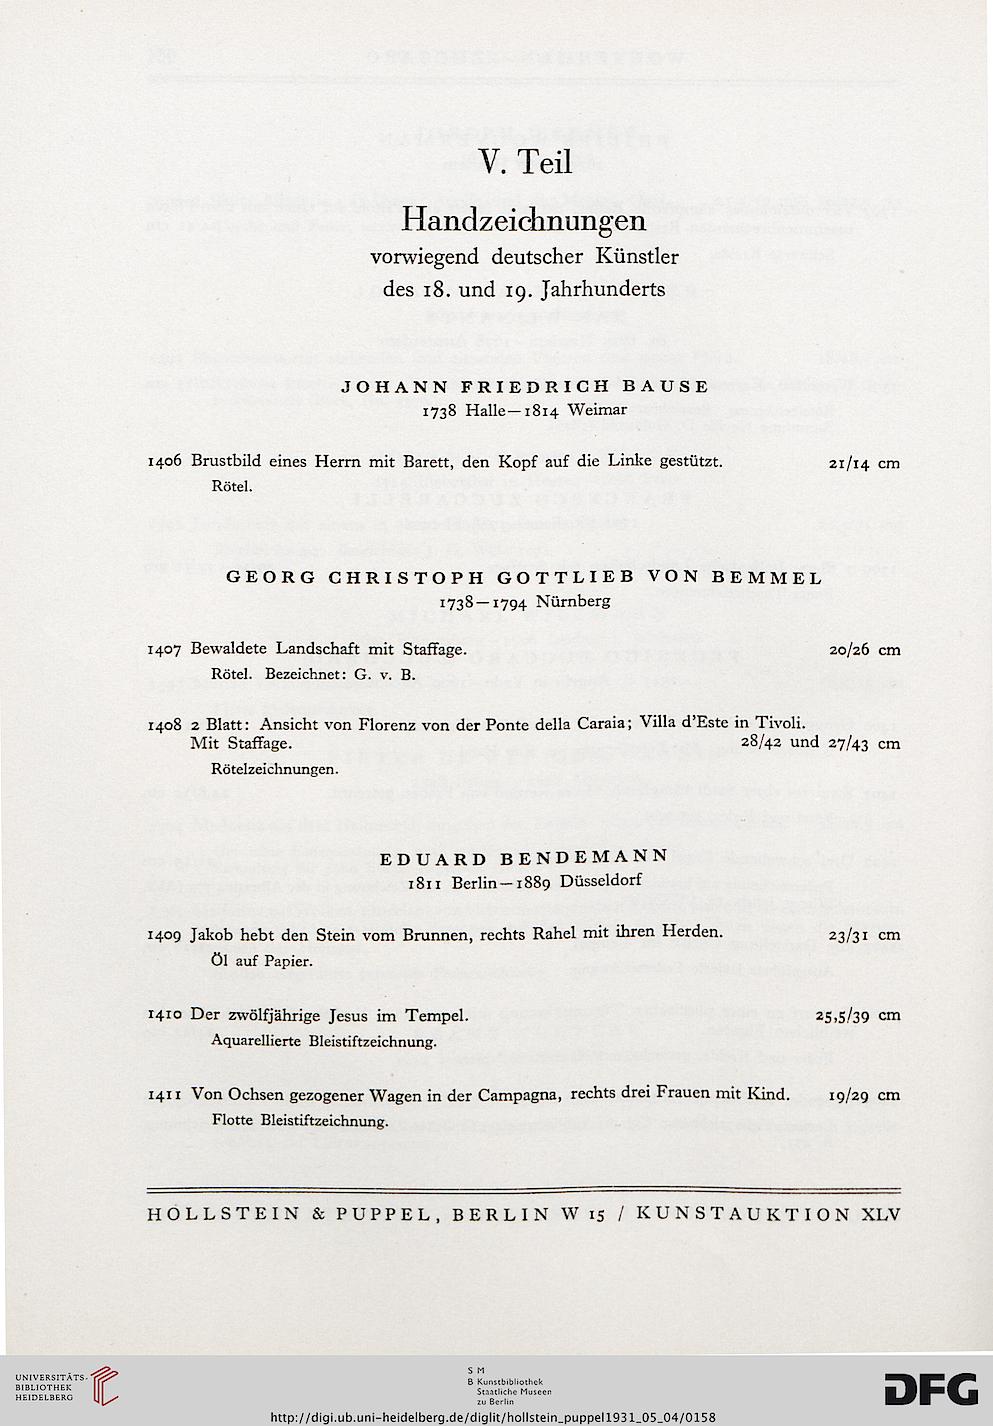 V. Teil
Handzeichnungen
vorwiegend deutscher Künstler
des 18. und 19. Jahrhunderts
JOHANN FRIEDRICH BAUSE
1738 Halle—1814 Weimar
1406 Brustbild eines Herrn mit Barett, den Kopf auf die Linke gestützt. 21/14 cm
Rötel.
GEORG CHRISTOPH GOTTLIEB VON BEMMEL
1738—1794 Nürnberg
1407 Bewaldete Landschaft mit Staffage. 20/26 cm
Rötel. Bezeichnet: G. v. B.
1408 2 Blatt: Ansicht von Florenz von der Ponte della Caraia; Villa d'Este in Tivoli.
Mit Staffage. 28/42 und 27/43 cm
Rötelzeichnungen.
EDUARD BENDEMANN
1811 Berlin—1889 Düsseldorf
1409 Jakob hebt den Stein vom Brunnen, rechts Rahel mit ihren Herden. 23/31 cm
Öl auf Papier.
1410 Der zwölfjährige Jesus im Tempel. 25,5/39 cm
Aquarellierte Bleistiftzeichnung.
1411 Von Ochsen gezogener Wagen in der Campagna, rechts drei Frauen mit Kind. 19/29 cm
Flotte Bleistiftzeichnung.
HOLLSTEIN & PUPPEL, BERLIN W 15 / KUNSTAUKTION XLV
UNIVERSITÄTS-
BIBLIOTHEK
HEIDELBERG
S M
B Kunstbibliothek
Staatliche Museen
zu Berlin
DFG
http://digi.ub.uni-heidelberg.de/diglit/hollstein_puppel1931_05_04/0158